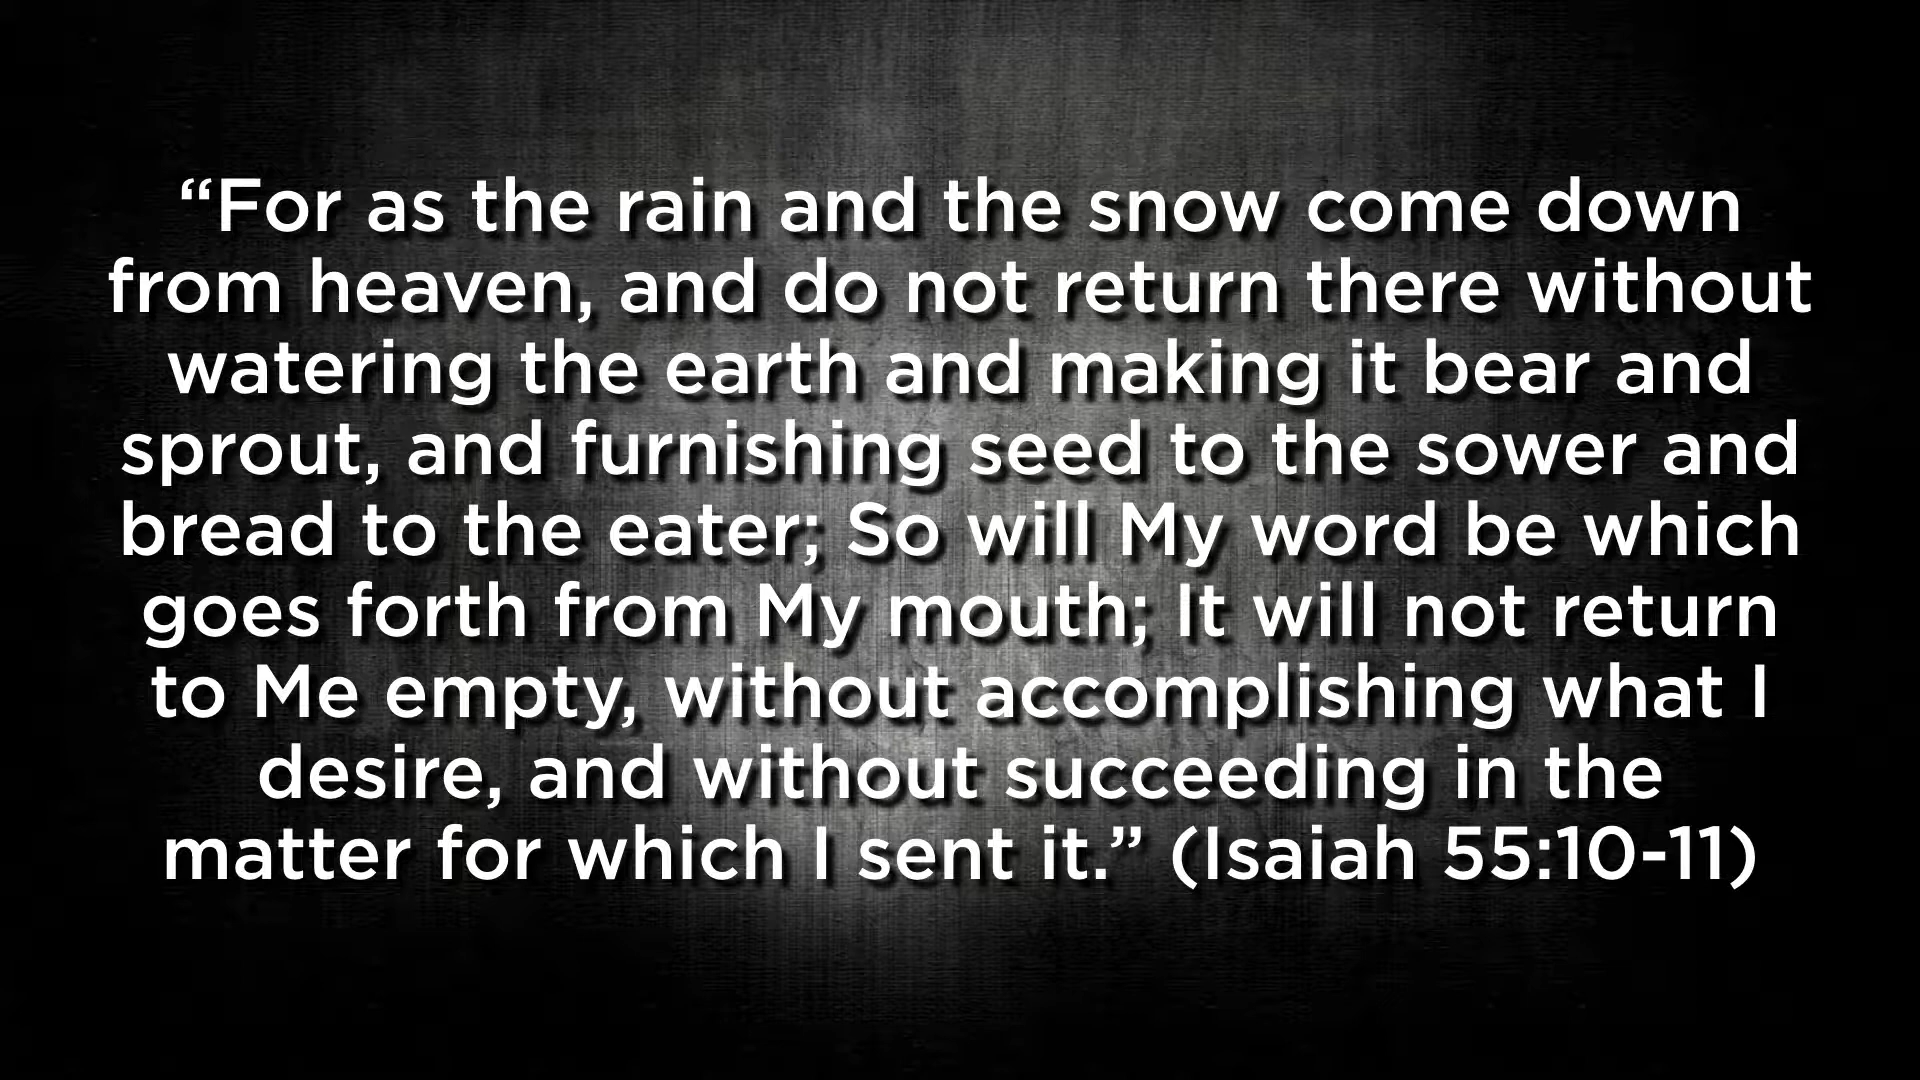 “For as the rain and the snow come down
from heaven, and do not return there without
watering the earth and making it bear and
sprout, and furnishing seed to the sower and
bread to the eater; So will My word be which
goes forth from My mouth; It will not return
to Me empty, without accomplishing what I
desire, and without succeeding in the
matter for which I sent it.” (Isaiah 55:10-11)